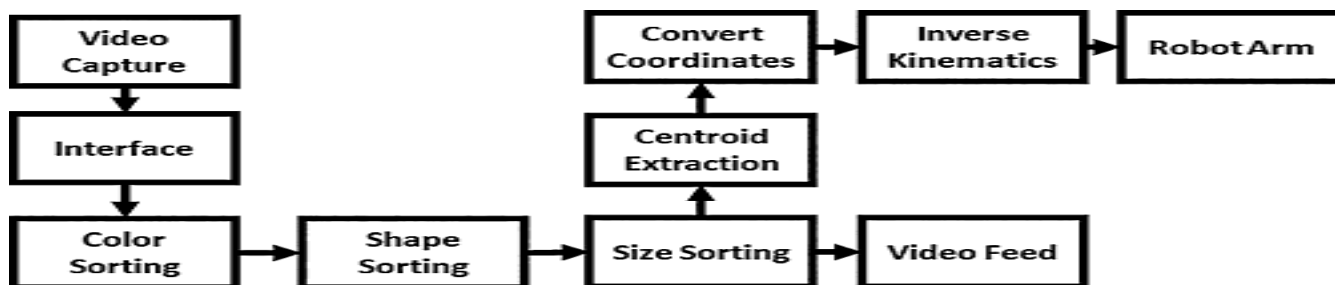 Video
Capture
Interface
Color
Sorting
Shape
Sorting
Size Sorting
Video Feed
Centroid
Extraction
Convert
Coordinates
Inverse
Kinematics
Robot Arm